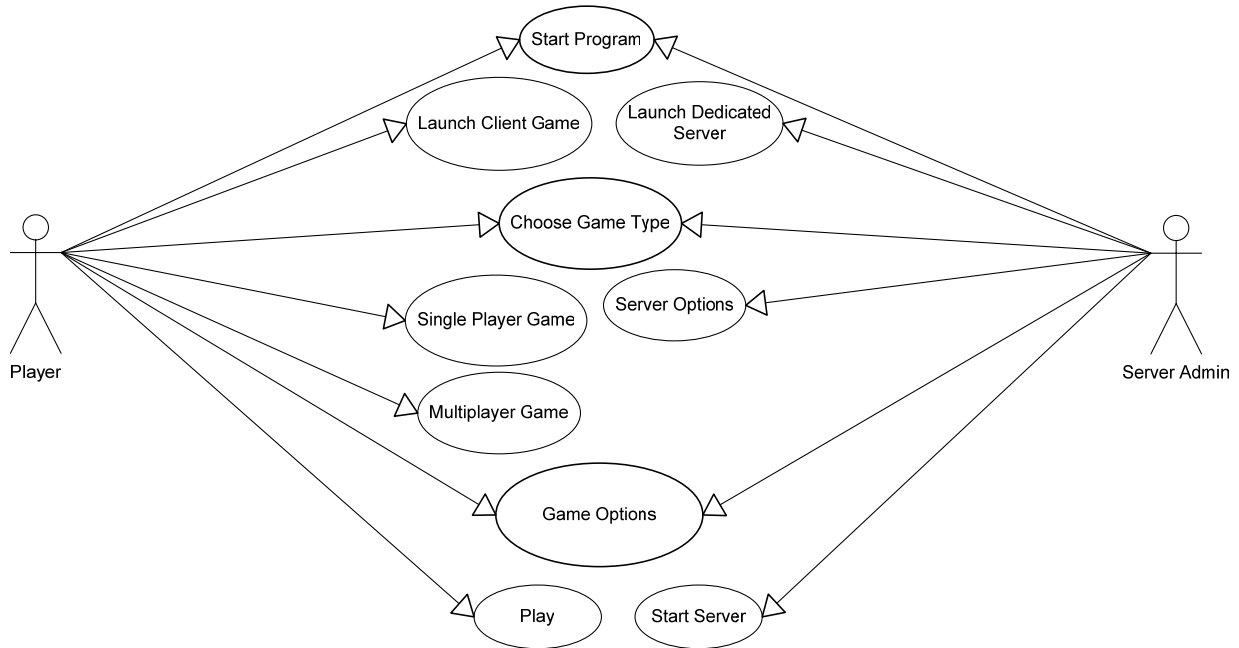 Start Program
Launch Client Game
Launch Dedicated
Server
Choose Game Type
Server Options
Single Player Game
Player
Server Admin
Multiplayer Game
Game Options
Play
Start Server